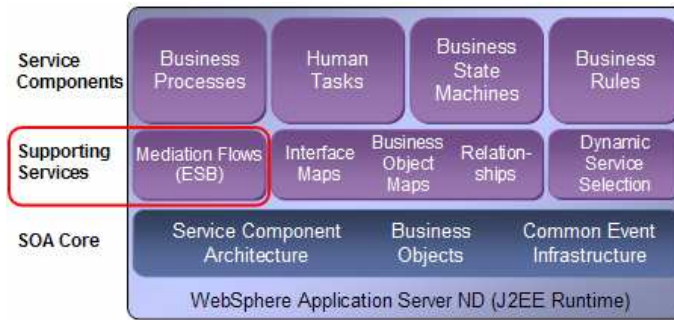 Service
Components
Business
Processes
Human
Tasks
Business
State
Machines
Business
Rules
Supporting
Services
Mediation Flows
(ESB)
Interface
Maps
Business
Object
Maps
Relation-
ships
Dynamic
Service
Selection
SOA Core
Service Component
Architecture
Business
Objects
Common Event
Infrastructure
WebSphere Application Server ND (J2EE Runtime)